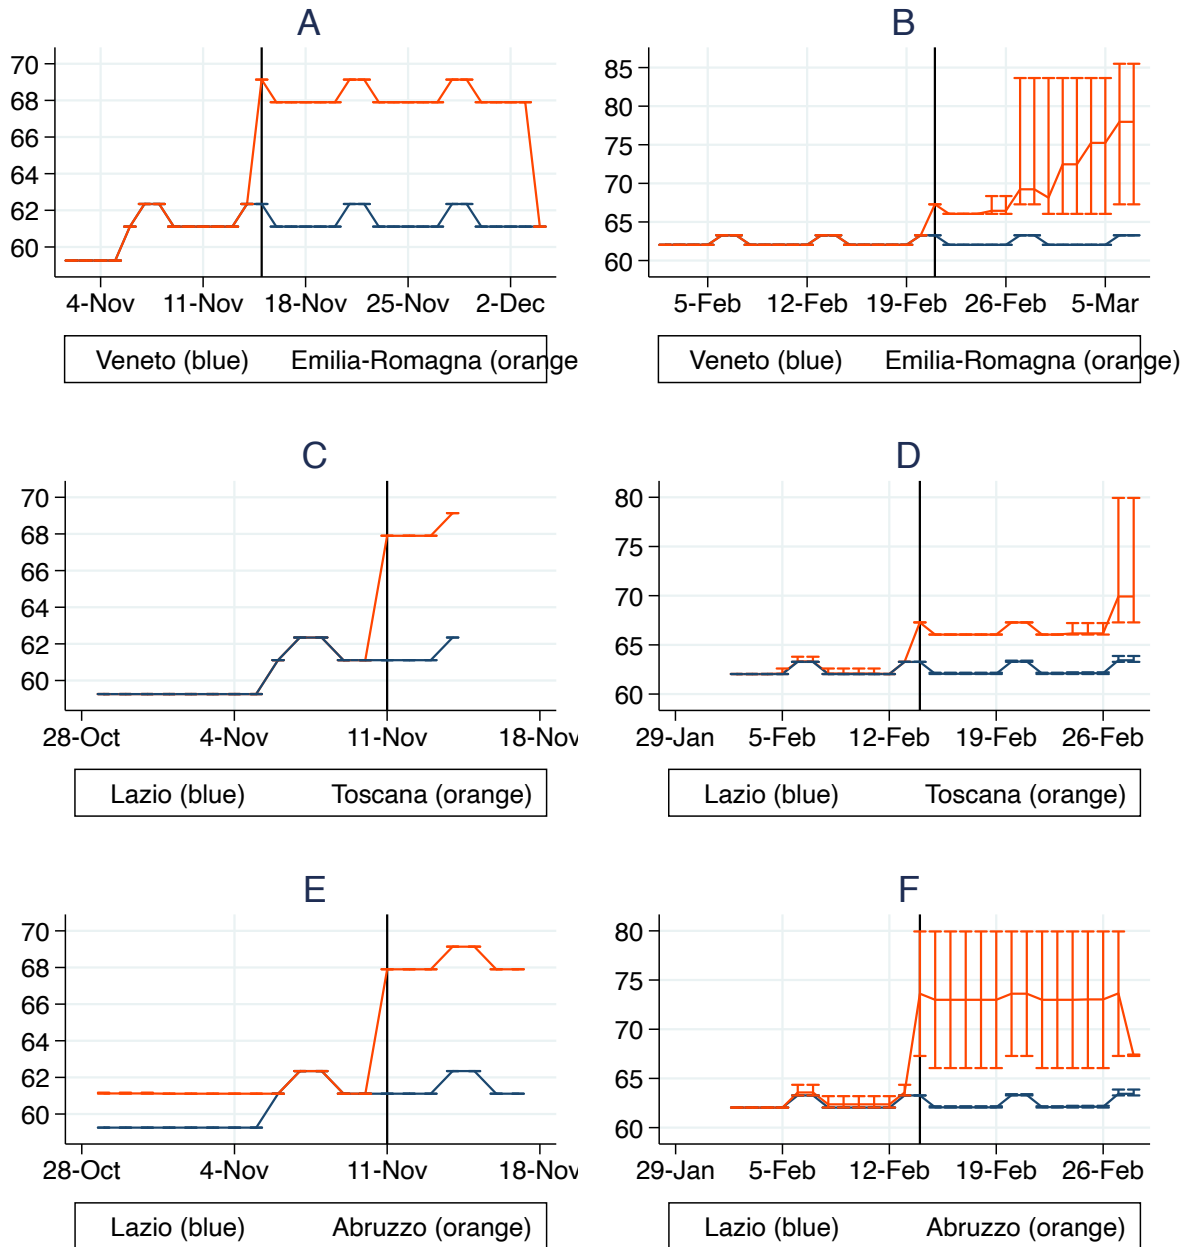 A
70
68
66
64
62
60
4-Nov 11-Nov 18-Nov 25-Nov 2-Dec
Veneto (blue) Emilia-Romagna (orange
B
85
80
75
70
65
60
5-Feb 12-Feb 19-Feb 26-Feb 5-Mar
Veneto (blue) Emilia-Romagna (orange)
C
70
68
66
64
62
60
28-Oct 4-Nov 11-Nov 18-Nov
Lazio (blue) Toscana (orange)
D
80
75
70
65
60
29-Jan 5-Feb 12-Feb 19-Feb 26-Feb
Lazio (blue) Toscana (orange)
E
70
68
66
64
62
60
28-Oct 4-Nov 11-Nov 18-Nov
Lazio (blue) Abruzzo (orange)
F
80
75
70
65
60
29-Jan 5-Feb 12-Feb 19-Feb 26-Feb
Lazio (blue) Abruzzo (orange)